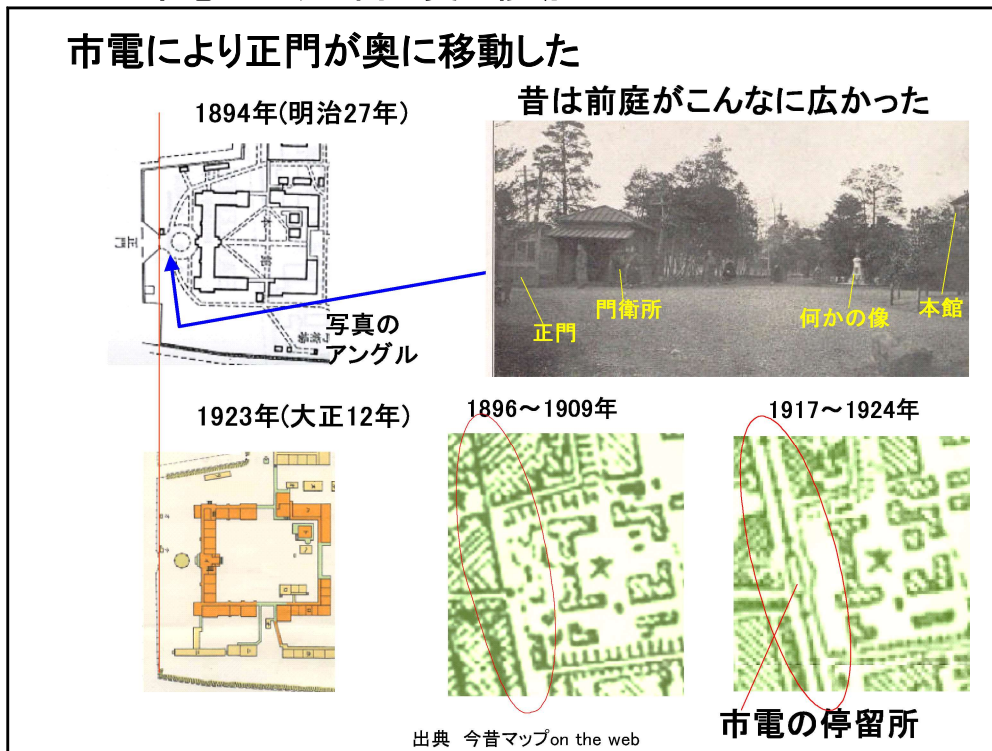 市電により正門が奥に移動した
昔は前庭がこんなに広かった
1894年(明治27年)
正門
本館
写真の
アングル
正門
門衛所
何かの像
本館
1923年(大正12年)
1896～1909年
1917～1924年
市電の停留所
出典 今昔マップon the web